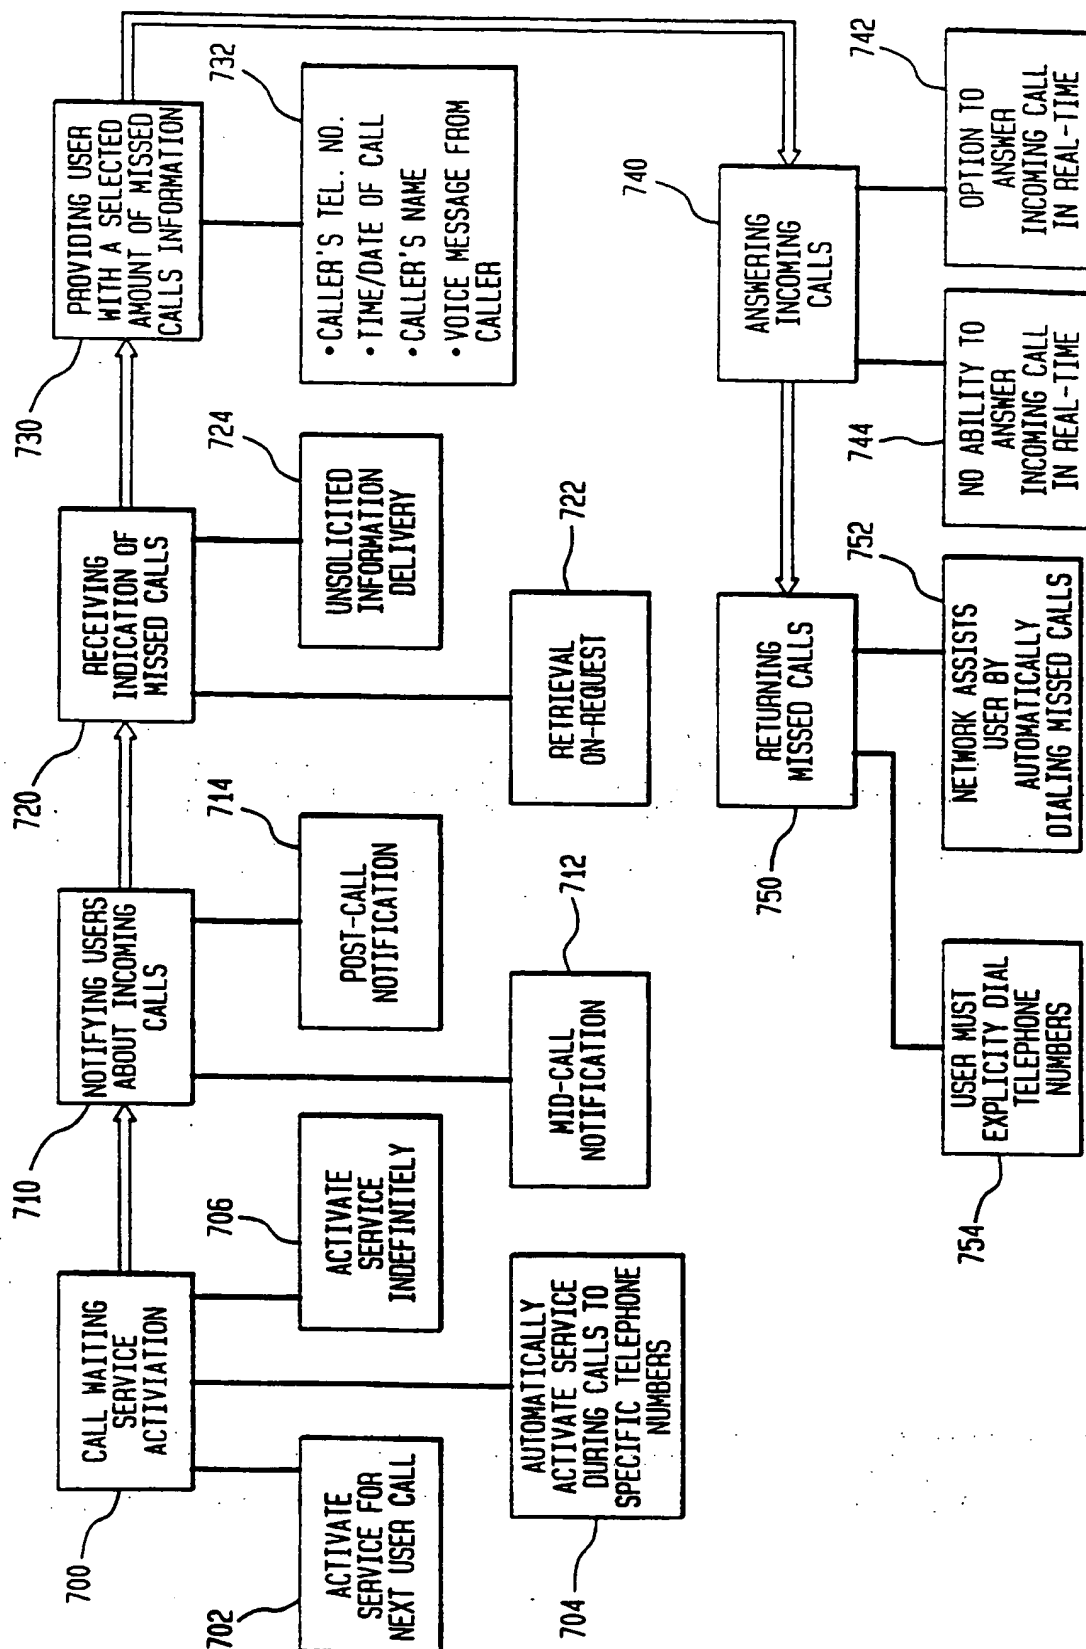 700
CALL WAITING
SERVICE
ACTIVIATION
702
ACTIVATE
SERVICE FOR
NEXT USER CALL
704
AUTOMATICALLY
ACTIVATE SERVICE
DURING CALLS TO
SPECIFIC TELEPHONE
NUMBERS
706
ACTIVATE
SERVICE
INDEFINITELY
710
NOTIFYING USERS
ABOUT INCOMING
CALLS
712
MID-CALL
NOTIFICATION
714
POST-CALL
NOTIFICATION
720
RECEIVING
INDICATION OF
MISSED CALLS
722
RETRIEVAL
ON-REQUEST
724
UNSOLICITED
INFORMATION
DELIVERY
730
PROVIDING USER
WITH A SELECTED
AMOUNT OF MISSED
CALLS INFORMATION
732
• CALLER'S TEL. NO.
• TIME/DATE OF CALL
• CALLER'S NAME
• VOICE MESSAGE FROM
CALLER
740
ANSWERING
INCOMING
CALLS
742
OPTION TO
ANSWER
INCOMING CALL
IN REAL-TIME
744
NO ABILITY TO
ANSWER
INCOMING CALL
IN REAL-TIME
750
RETURNING
MISSED CALLS
752
NETWORK ASSISTS
USER BY
AUTOMATICALLY
DIALING MISSED CALLS
754
USER MUST
EXPLICITY DIAL
TELEPHONE
NUMBERS